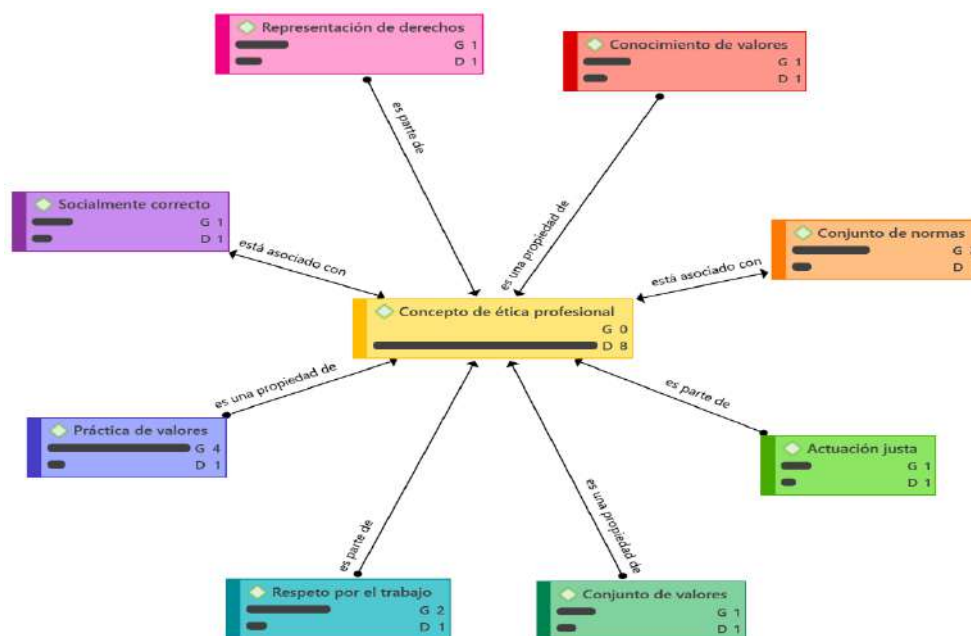 Representación de derechos
G 1
D 1
Conocimiento de valores
G 1
D 1
es parte de
es una propiedad de
Socialmente correcto
G 1
D 1
está asociado con
Conjunto de normas
G
D
está asociado con
Concepto de ética profesional
G 0
D 8
es una propiedad de
Práctica de valores
G 4
D 1
es parte de
Actuación justa
G 1
D 1
es parte de
es una propiedad de
Respeto por el trabajo
G 2
D 1
Conjunto de valores
G 1
D 1